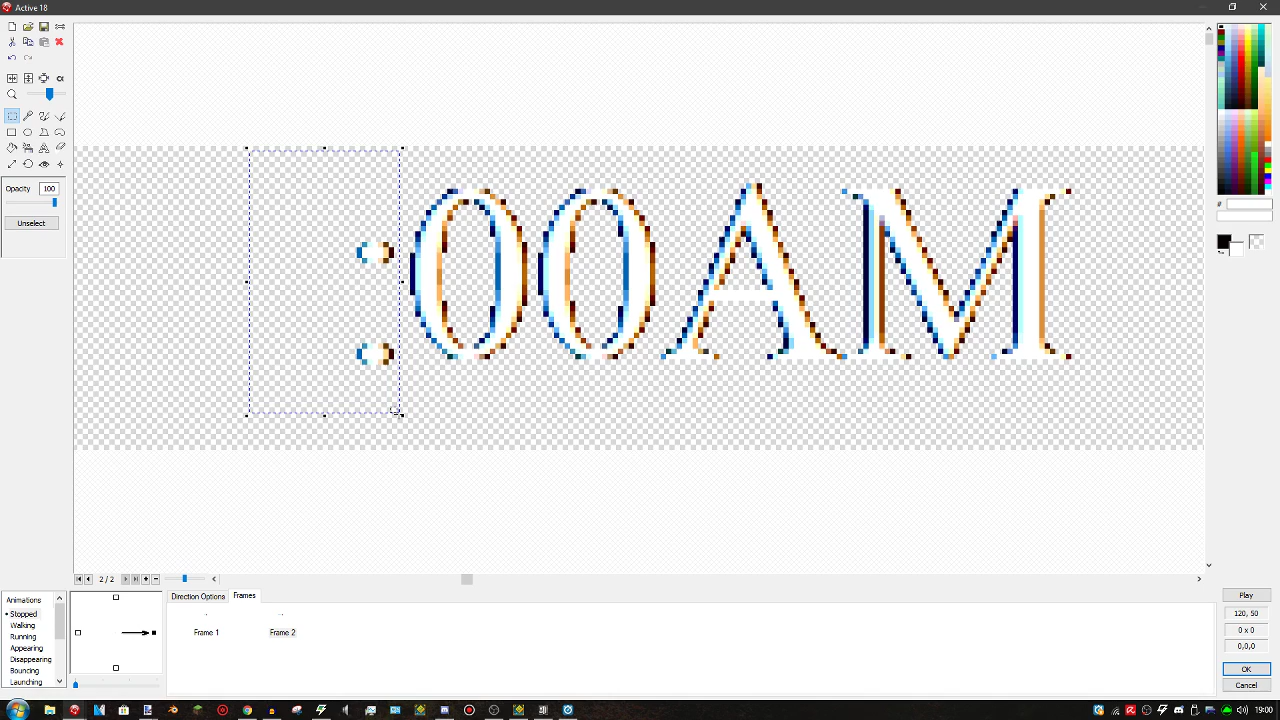 Active 18
Opacity 100
Unselect
:00AM
#
2 / 2
Direction Options Frames
Animations
Stopped
Walking
Running
Appearing
Disappearing
Bouncing
Launching
Frame 1 Frame 2
Play
120, 50
0 x 0
0,0,0
OK
Cancel
19:00